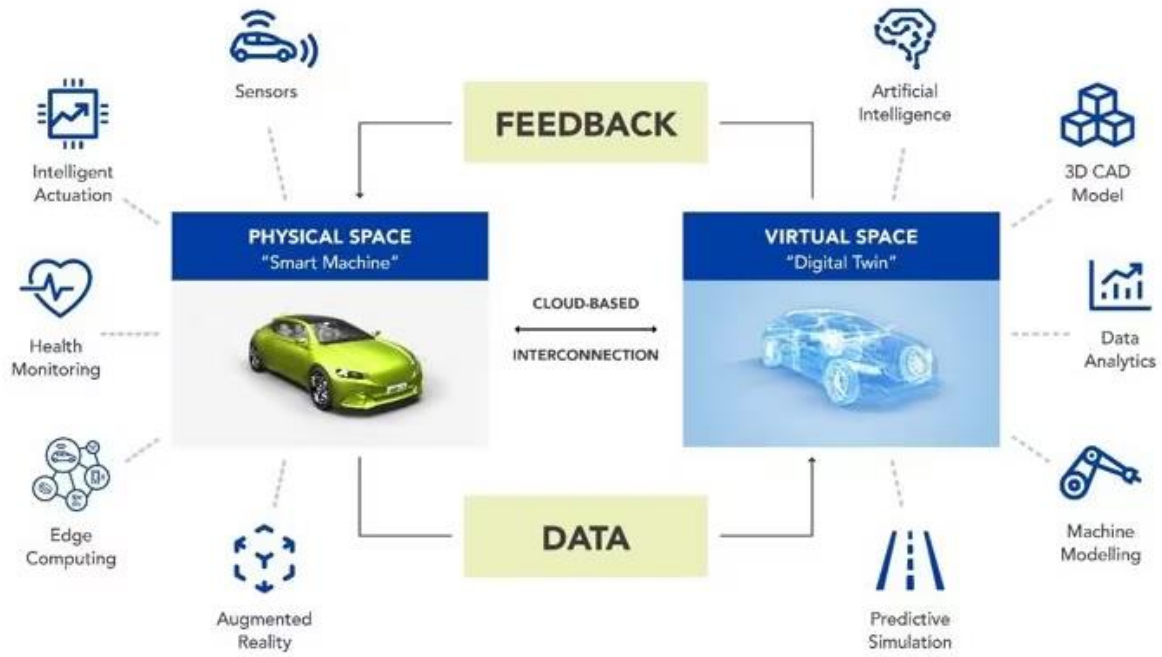 Sensors
Artificial
Intelligence
FEEDBACK
Intelligent
Actuation
3D CAD
Model
PHYSICAL SPACE
"Smart Machine"
VIRTUAL SPACE
"Digital Twin"
CLOUD-BASED
INTERCONNECTION
Health
Monitoring
Data
Analytics
Edge
Computing
DATA
Machine
Modelling
Augmented
Reality
Predictive
Simulation